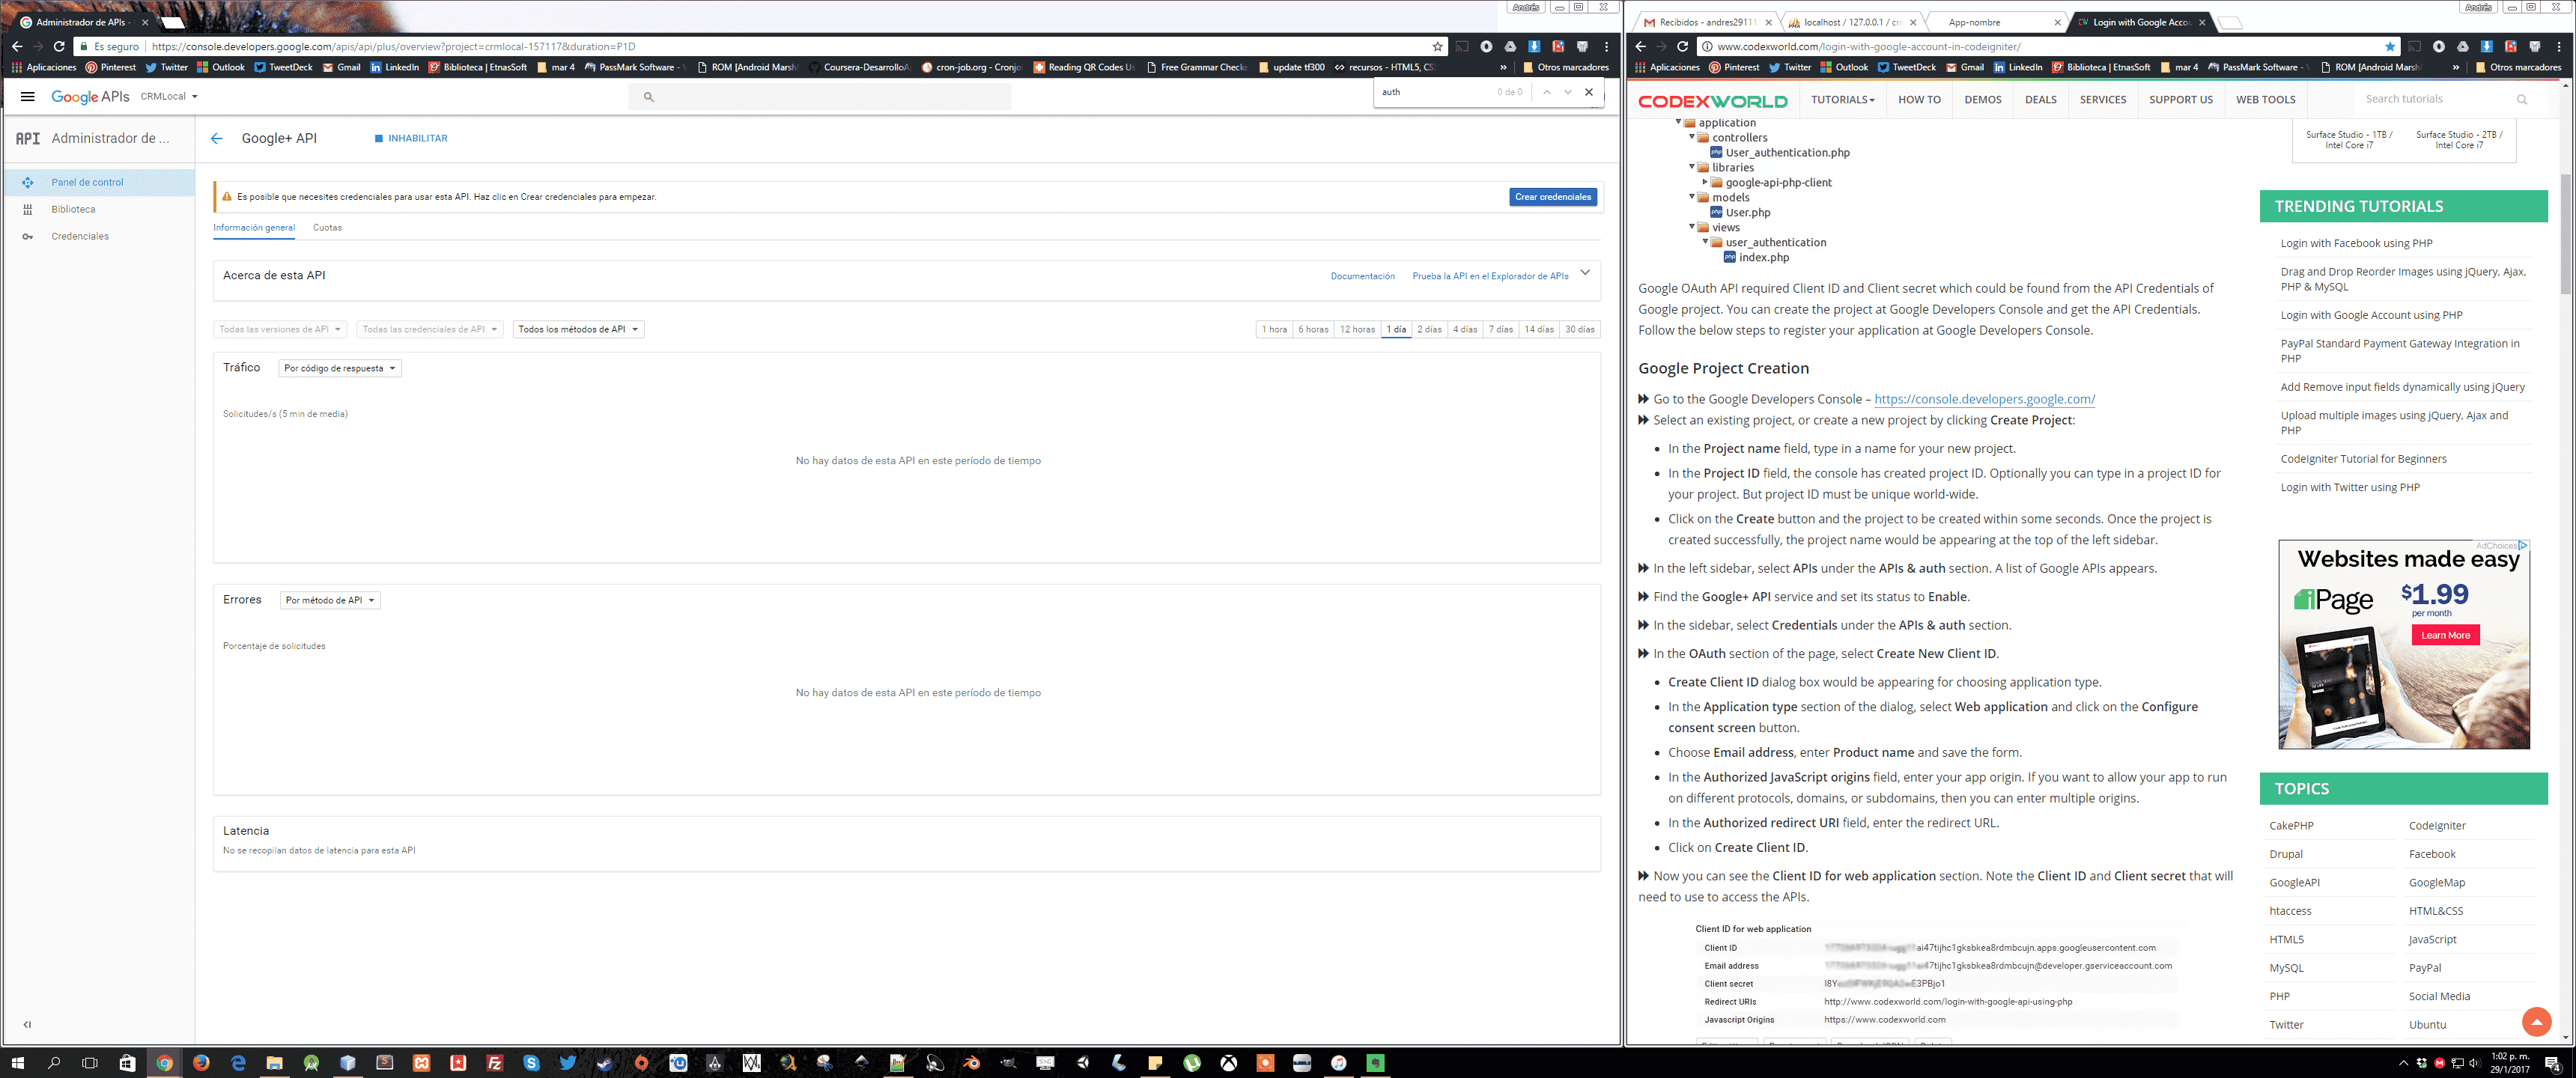 Administrador de APIs -
Andrés
Es seguro
https://console.developers.google.com/apis/api/plus/overview?project=crmlocal-157117&duration=P1D
Aplicaciones Pinterest Twitter Outlook TweetDeck Gmail LinkedIn Biblioteca | EtnasSoft mar 4 PassMark Software - ROM [Android Marsh Coursera-Desarrollo cron-job.org - Cronjo Reading QR Codes Us Free Grammar Checke update tf300 recursos - HTML5, CS » Otros marcadores
Google APIs CRMLocal
auth 0 de 0
API Administrador de ...
Panel de control
Biblioteca
Credenciales
Google+ API INHABILITAR
Es posible que necesites credenciales para usar esta API. Haz clic en Crear credenciales para empezar.
Crear credenciales
Información general Cuotas
Acerca de esta API Documentación Prueba la API en el Explorador de APIs
Todas las versiones de API Todas las credenciales de API Todos los métodos de API
1 hora 6 horas 12 horas 1 día 2 días 4 días 7 días 14 días 30 días
Tráfico Por código de respuesta
Solicitudes/s (5 min de media)
No hay datos de esta API en este período de tiempo
Errores Por método de API
Porcentaje de solicitudes
No hay datos de esta API en este período de tiempo
Latencia
No se recopilan datos de latencia para esta API
Andrés
Recibidos - andres29111 localhost / 127.0.0.1 / crm App-nombre Login with Google Accou
www.codexworld.com/login-with-google-account-in-codeigniter/
Aplicaciones Pinterest Twitter Outlook TweetDeck Gmail LinkedIn Biblioteca | EtnasSoft mar 4 PassMark Software - ROM [Android Marsh » Otros marcadores
CODEXWORLD TUTORIALS HOW TO DEMOS DEALS SERVICES SUPPORT US WEB TOOLS Search tutorials
application
controllers
User_authentication.php
libraries
google-api-php-client
models
User.php
views
user_authentication
index.php
Google OAuth API required Client ID and Client secret which could be found from the API Credentials of
Google project. You can create the project at Google Developers Console and get the API Credentials.
Follow the below steps to register your application at Google Developers Console.
Google Project Creation
Go to the Google Developers Console – https://console.developers.google.com/
Select an existing project, or create a new project by clicking Create Project:
• In the Project name field, type in a name for your new project.
• In the Project ID field, the console has created project ID. Optionally you can type in a project ID for
your project. But project ID must be unique world-wide.
• Click on the Create button and the project to be created within some seconds. Once the project is
created successfully, the project name would be appearing at the top of the left sidebar.
In the left sidebar, select APIs under the APIs & auth section. A list of Google APIs appears.
Find the Google+ API service and set its status to Enable.
In the sidebar, select Credentials under the APIs & auth section.
In the OAuth section of the page, select Create New Client ID.
• Create Client ID dialog box would be appearing for choosing application type.
• In the Application type section of the dialog, select Web application and click on the Configure
consent screen button.
• Choose Email address, enter Product name and save the form.
• In the Authorized JavaScript origins field, enter your app origin. If you want to allow your app to run
on different protocols, domains, or subdomains, then you can enter multiple origins.
• In the Authorized redirect URI field, enter the redirect URL.
• Click on Create Client ID.
Now you can see the Client ID for web application section. Note the Client ID and Client secret that will
need to use to access the APIs.
Client ID for web application
Client ID ai47tijhc1gksbkea8rdmbcujn.apps.googleusercontent.com
Email address 47tijhc1gksbkea8rdmbcujn@developer.gserviceaccount.com
Client secret E3PBjo1
Redirect URIs http://www.codexworld.com/login-with-google-api-using-php
Javascript Origins https://www.codexworld.com
Surface Studio - 1TB / Surface Studio - 2TB /
Intel Core i7 Intel Core i7
TRENDING TUTORIALS
Login with Facebook using PHP
Drag and Drop Reorder Images using jQuery, Ajax,
PHP & MySQL
Login with Google Account using PHP
PayPal Standard Payment Gateway Integration in
PHP
Add Remove input fields dynamically using jQuery
Upload multiple images using jQuery, Ajax and
PHP
CodeIgniter Tutorial for Beginners
Login with Twitter using PHP
AdChoices
Websites made easy
iPage $1.99
per month
Learn More
TOPICS
CakePHP CodeIgniter
Drupal Facebook
GoogleAPI GoogleMap
htaccess HTML&CSS
HTML5 JavaScript
MySQL PayPal
PHP Social Media
Twitter Ubuntu
1:02 p. m.
29/1/2017